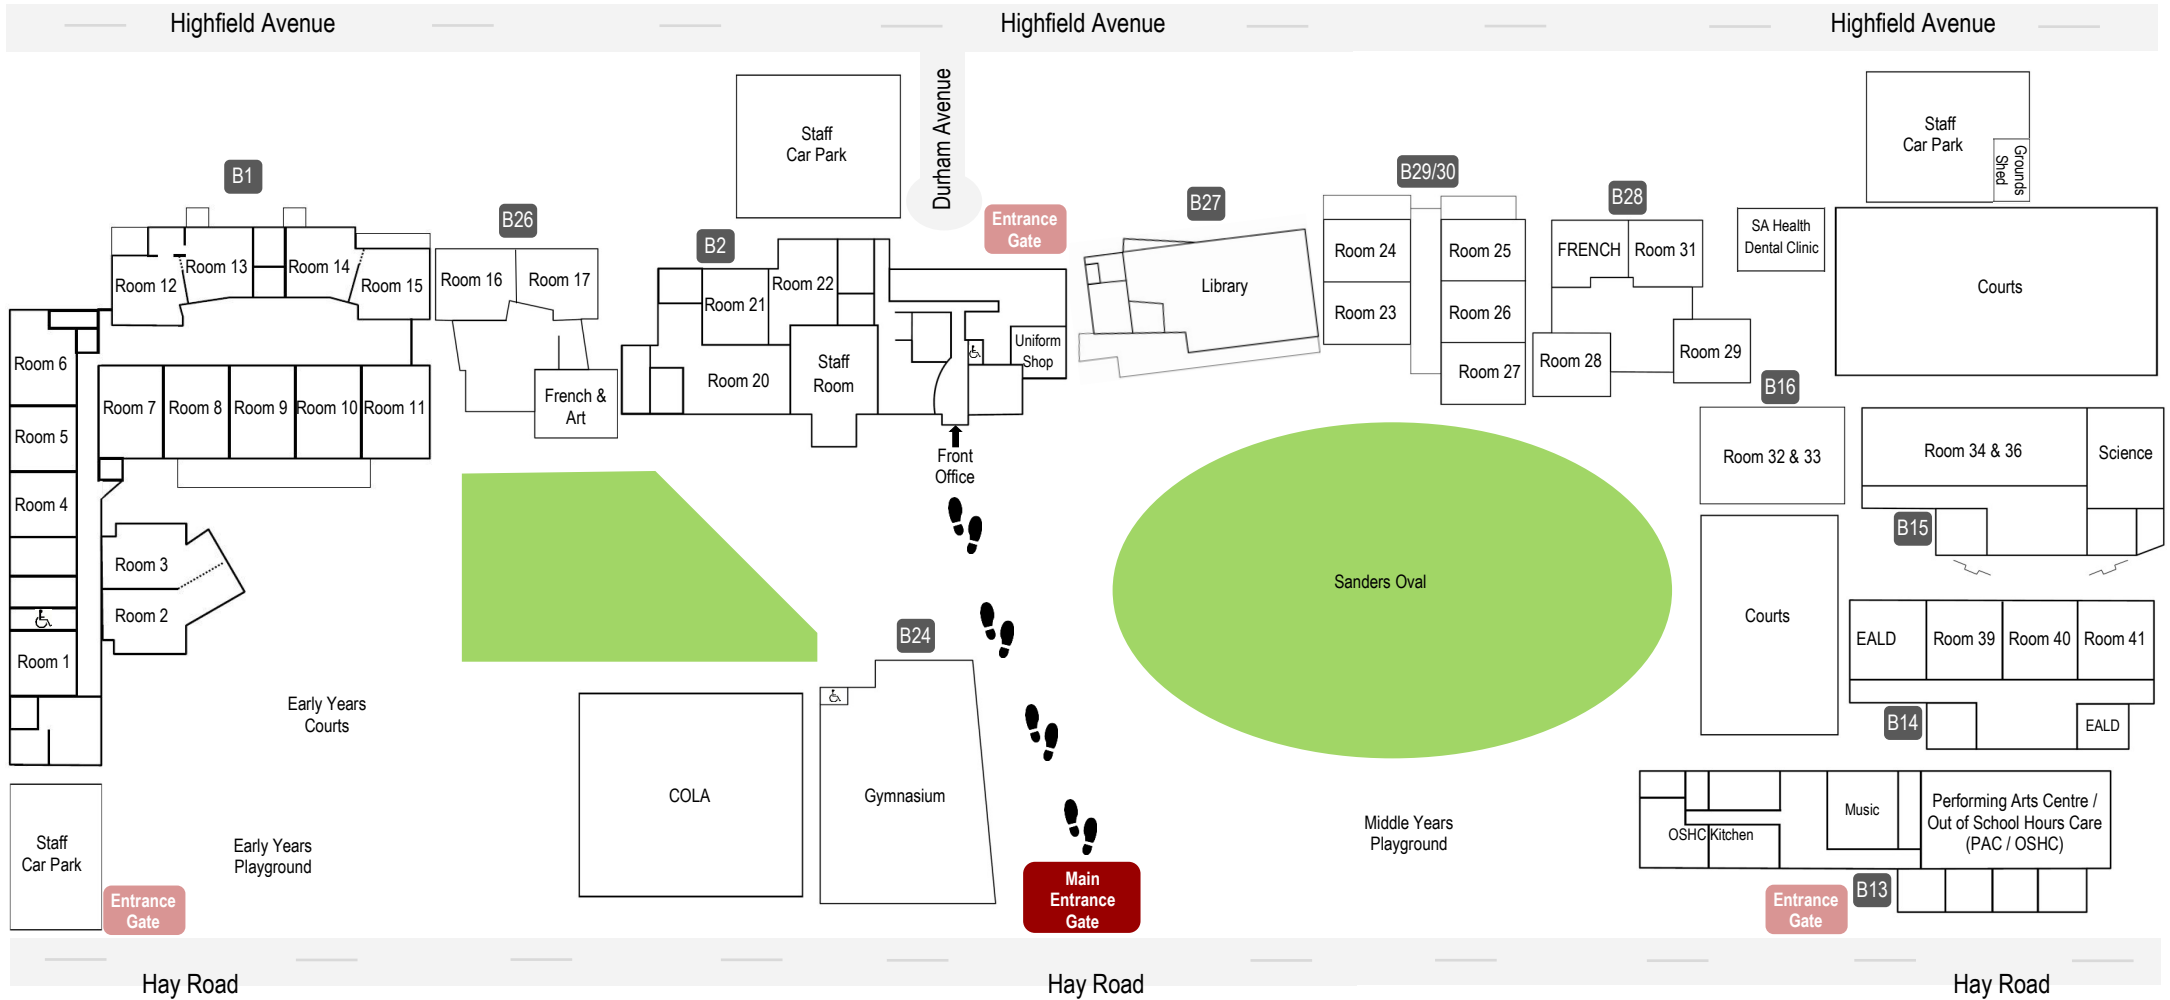 Highfield Avenue
Highfield Avenue
Highfield Avenue
Durham Avenue
Staff
Car Park
Staff
Car Park
Grounds
Shed
B1
B26
B2
Entrance
Gate
B27
B29/30
B28
SA Health
Dental Clinic
Courts
Room 12
Room 13
Room 14
Room 15
Room 16
Room 17
Room 21
Room 22
Library
Room 24
Room 25
FRENCH
Room 31
Room 23
Room 26
Room 6
Room 20
Staff
Room
Uniform
Shop
Room 27
Room 28
Room 29
B16
Room 7
Room 8
Room 9
Room 10
Room 11
French &
Art
Room 5
Front
Office
Room 32 & 33
Room 34 & 36
Science
Room 4
B15
Room 3
Room 2
Sanders Oval
Courts
B24
EALD
Room 39
Room 40
Room 41
Room 1
Early Years
Courts
B14
EALD
COLA
Gymnasium
Middle Years
Playground
OSHC Kitchen
Music
Performing Arts Centre /
Out of School Hours Care
(PAC / OSHC)
Staff
Car Park
Early Years
Playground
Entrance
Gate
Main
Entrance
Gate
Entrance
Gate
B13
Hay Road
Hay Road
Hay Road